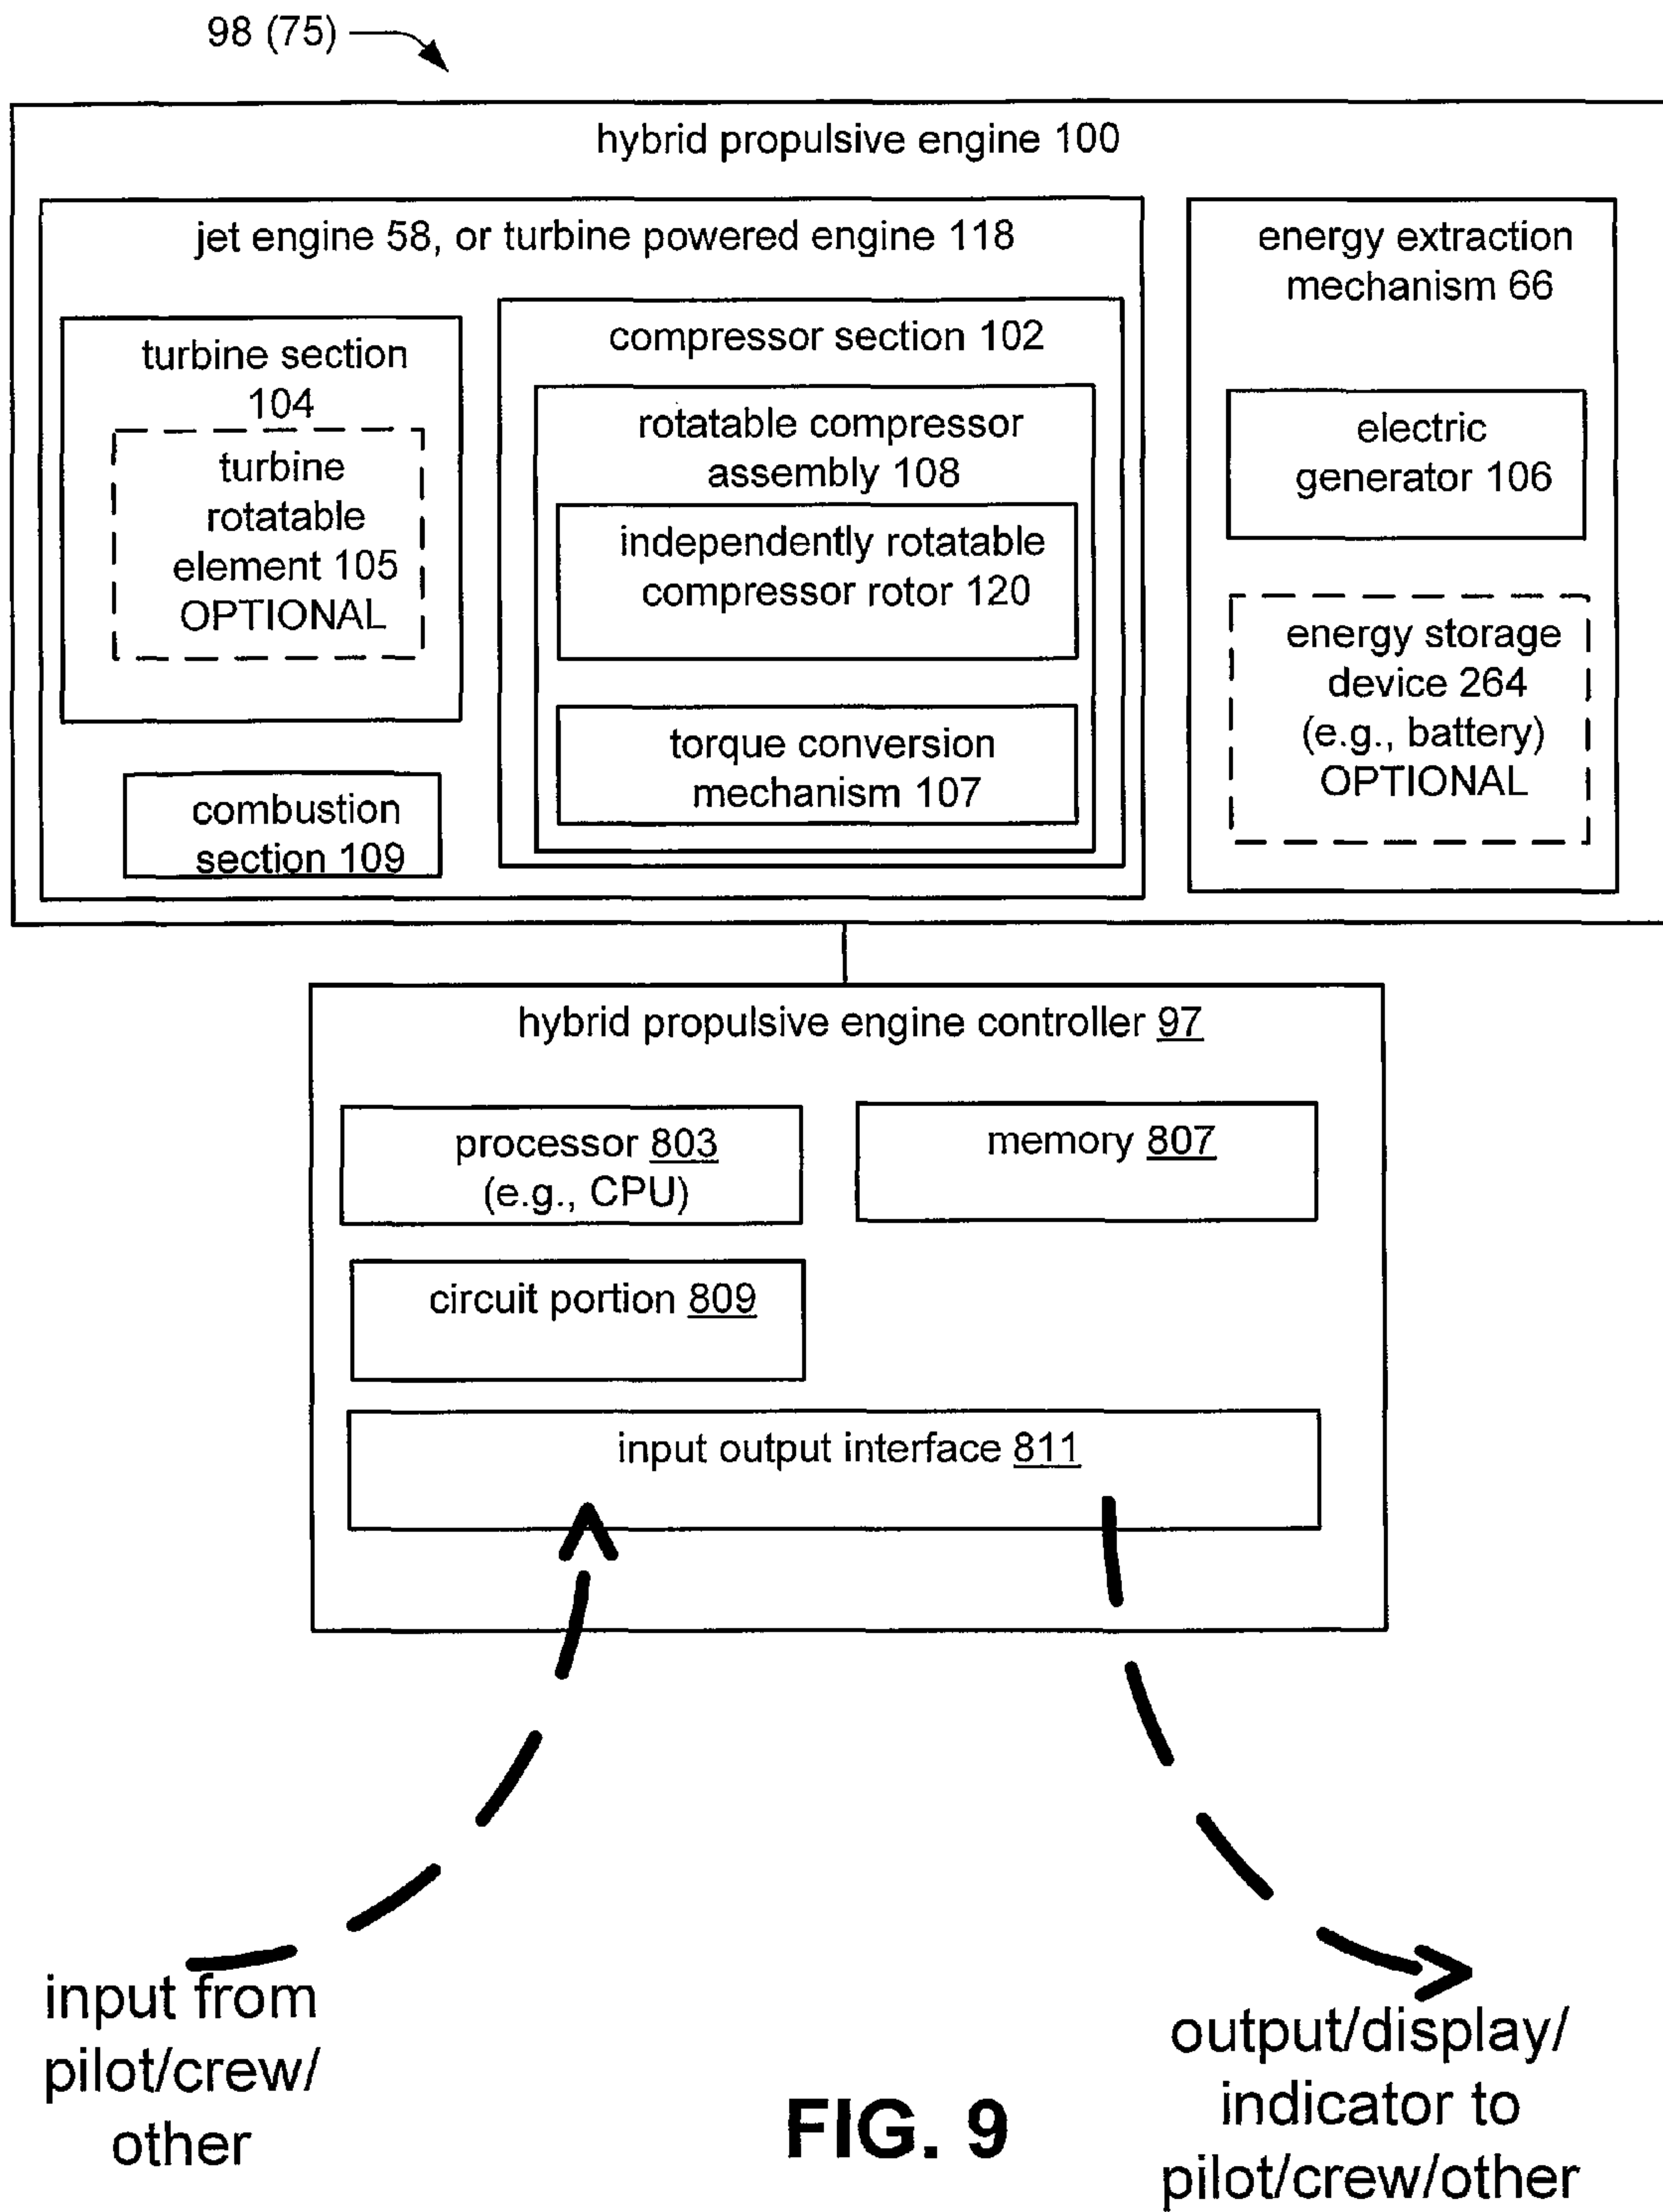 98 (75)
hybrid propulsive engine 100
jet engine 58, or turbine powered engine 118
turbine section
104
turbine
rotatable
element 105
OPTIONAL
combustion
section 109
compressor section 102
rotatable compressor
assembly 108
independently rotatable
compressor rotor 120
torque conversion
mechanism 107
energy extraction
mechanism 66
electric
generator 106
energy storage
device 264
(e.g., battery)
OPTIONAL
hybrid propulsive engine controller 97
processor 803
(e.g., CPU)
memory 807
circuit portion 809
input output interface 811
input from
pilot/crew/
other
output/display/
indicator to
pilot/crew/other
FIG. 9